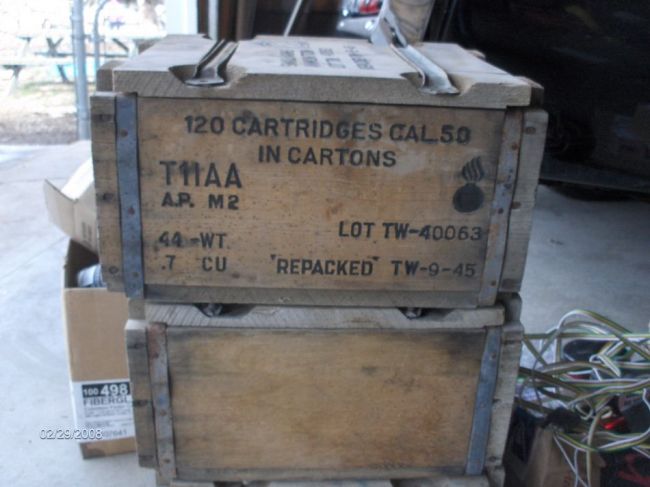 120 CARTRIDGES CAL.50
IN CARTONS
T11AA
A.P. M2
LOT TW-40063
44-WT.
.7 CU
"REPACKED" TW-9-45
100 498
FIBERGL
02/29/2008